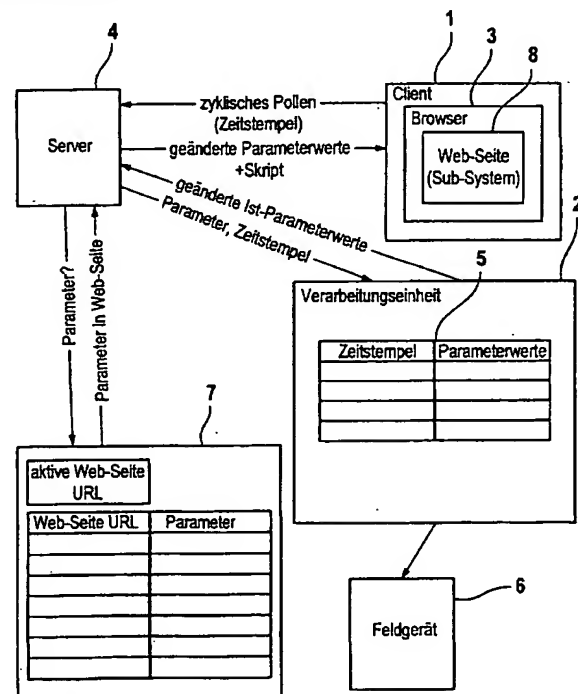 4
1
3
8
Server
zyklisches Pollen
(Zeitstempel)
geänderte Parameterwerte
+Skript
Client
Browser
Web-Seite
(Sub-System)
geänderte Ist-Parameterwerte
Parameter, Zeitstempel
2
5
Verarbeitungseinheit
Zeitstempel
Parameterwerte
Parameter?
Parameter in Web-Seite
7
aktive Web-Seite
URL
Web-Seite URL
Parameter
6
Feldgerät